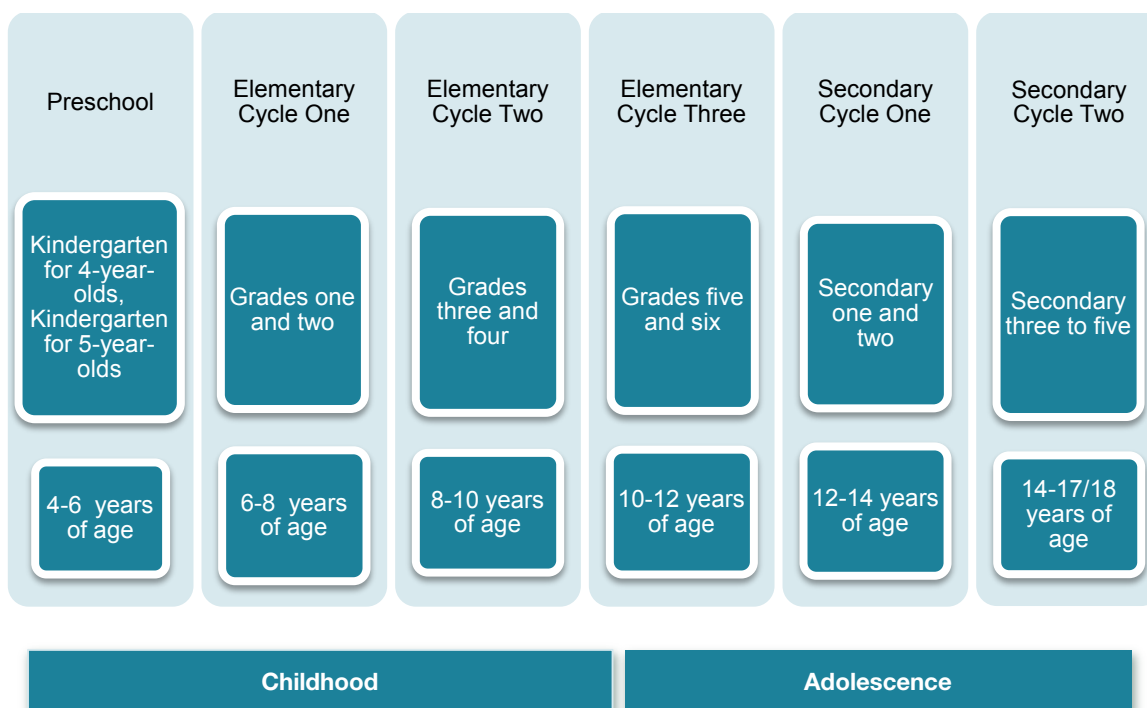 Preschool
Elementary
Cycle One
Elementary
Cycle Two
Elementary
Cycle Three
Secondary
Cycle One
Secondary
Cycle Two
Kindergarten
for 4-year-
olds,
Kindergarten
for 5-year-
olds
Grades one
and two
Grades
three and
four
Grades five
and six
Secondary
one and
two
Secondary
three to five
4-6 years
of age
6-8 years
of age
8-10 years
of age
10-12 years
of age
12-14 years
of age
14-17/18
years of
age
Childhood
Adolescence